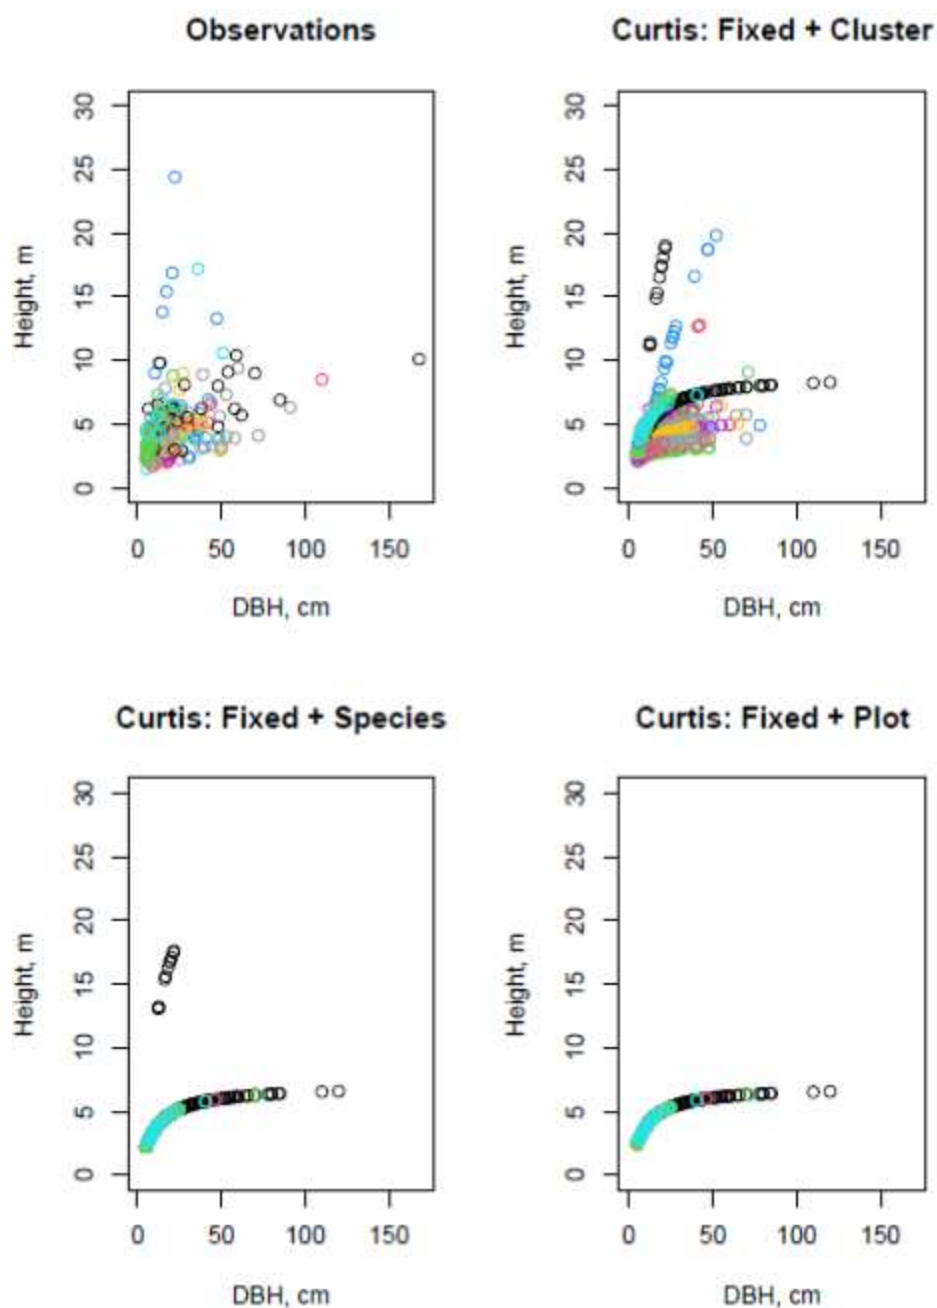 Observations
Curtis: Fixed + Cluster
Height, m
30
25
20
15
10
5
0
0 50 100 150
DBH, cm
Height, m
30
25
20
15
10
5
0
0 50 100 150
DBH, cm
Curtis: Fixed + Species
Curtis: Fixed + Plot
Height, m
30
25
20
15
10
5
0
0 50 100 150
DBH, cm
Height, m
30
25
20
15
10
5
0
0 50 100 150
DBH, cm